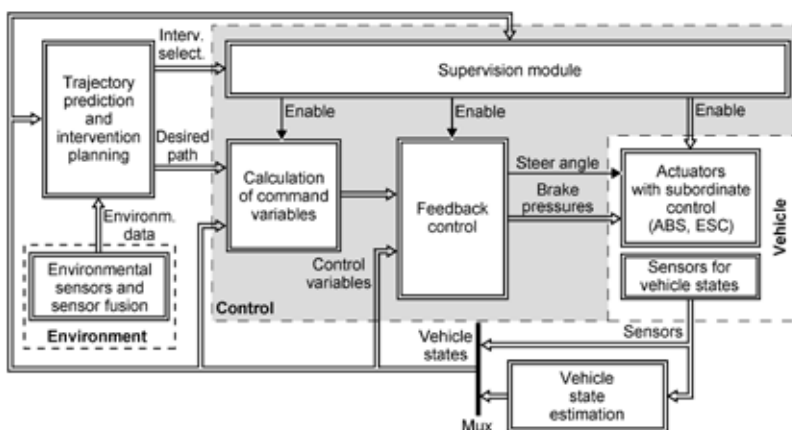 Interv.
select.
Trajectory
prediction
and
intervention
planning
Supervision module
Enable
Enable
Enable
Desired
path
Calculation
of command
variables
Feedback
control
Steer angle
Brake
pressures
Actuators
with subordinate
control
(ABS, ESC)
Vehicle
Environm.
data
Environmental
sensors and
sensor fusion
Environment
Control
variables
Control
Sensors for
vehicle states
Vehicle
states
Sensors
Vehicle
state
estimation
Mux